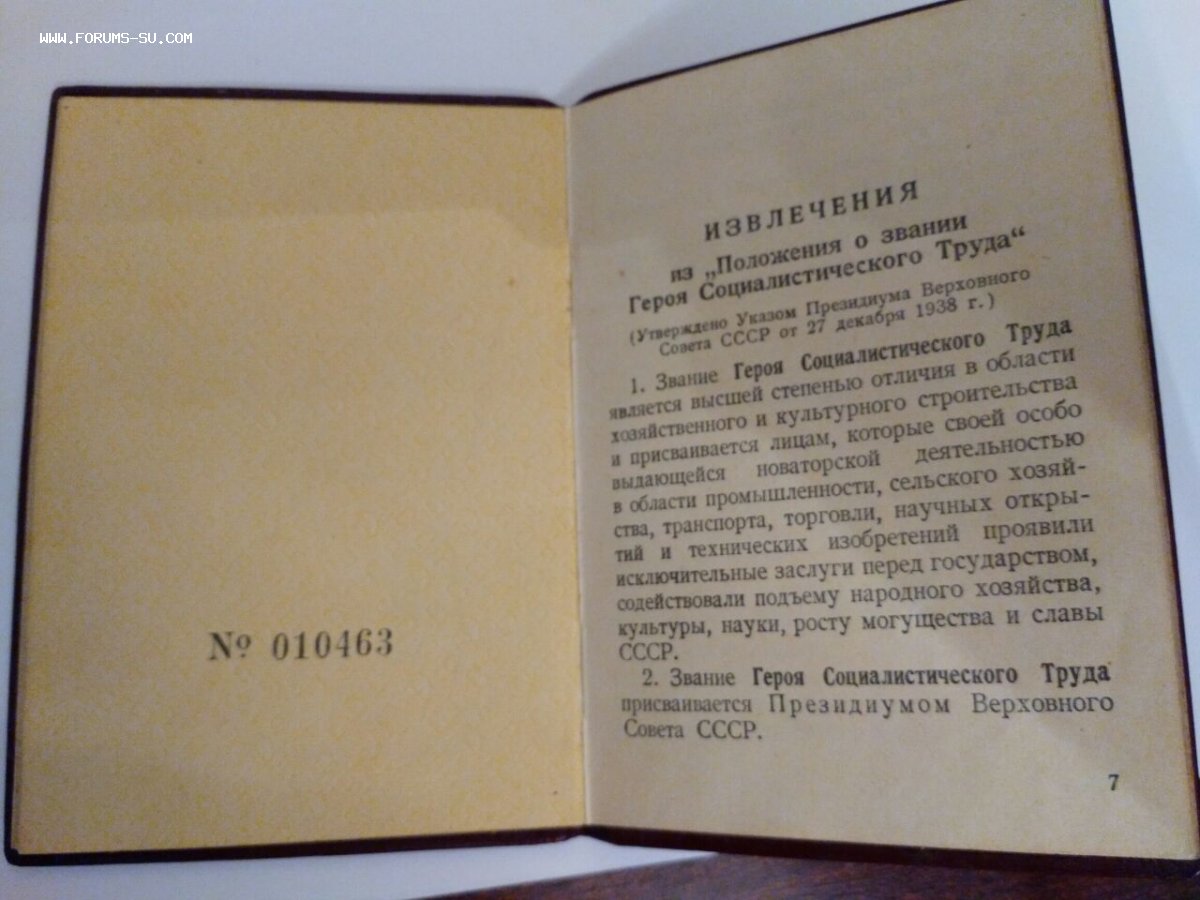 WWW.FORUMS-SU.COM
№ 010463
ИЗВЛЕЧЕНИЯ
из „Положения о звании
Героя Социалистического Труда“
(Утверждено Указом Президиума Верховного
Совета СССР от 27 декабря 1938 г.)
1. Звание Героя Социалистического Труда
является высшей степенью отличия в области
хозяйственного и культурного строительства
и присваивается лицам, которые своей особо
выдающейся новаторской деятельностью
в области промышленности, сельского хозяй-
ства, транспорта, торговли, научных откры-
тий и технических изобретений проявили
исключительные заслуги перед государством,
содействовали подъему народного хозяйства,
культуры, науки, росту могущества и славы
СССР.
2. Звание Героя Социалистического Труда
присваивается Президиумом Верховного
Совета СССР.
7